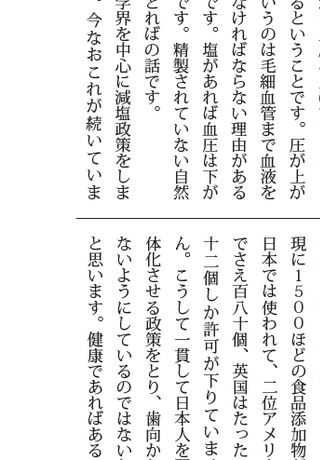 るということです。圧が上が
いうのは毛細血管まで血液を
なければならない理由がある
です。塩があれば血圧は下が
です。精製されていない自然
とればの話です。
学界を中心に減塩政策をしま
。今なおこれが続いていま
現に1500ほどの食品添加物
日本では使われて、二位アメリ
でさえ百八十個、英国はたった
十二個しか許可が下りていま
ん。こうして一貫して日本人を
体化させる政策をとり、歯向か
ないようにしているのではない
と思います。健康であればある